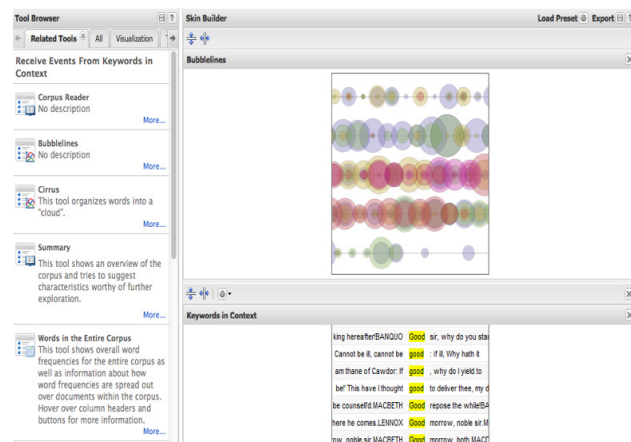 Tool Browser
Related Tools All Visualization
Receive Events From Keywords in
Context
Corpus Reader
No description
More...
Bubblelines
No description
More...
Cirrus
This tool organizes words into a
"cloud".
More...
Summary
This tool shows an overview of the
corpus and tries to suggest
characteristics worthy of further
exploration.
More...
Words in the Entire Corpus
This tool shows overall word
frequencies for the entire corpus as
well as information about how
word frequencies are spread out
over documents within the corpus.
Hover over column headers and
buttons for more information.
More...
Skin Builder Load Preset Export
Bubblelines
Keywords in Context
king hereafter!BANQUO Good sir, why do you star
Cannot be ill, cannot be good : if ill, Why hath it
am thane of Cawdor: If good , why do I yield to
be!' This have I thought good to deliver thee, my d
be counsell'd.MACBETH Good repose the while!BA
here he comes.LENNOX Good morrow, noble sir.M
row, noble sir.MACBETH Good morrow, both.MACD